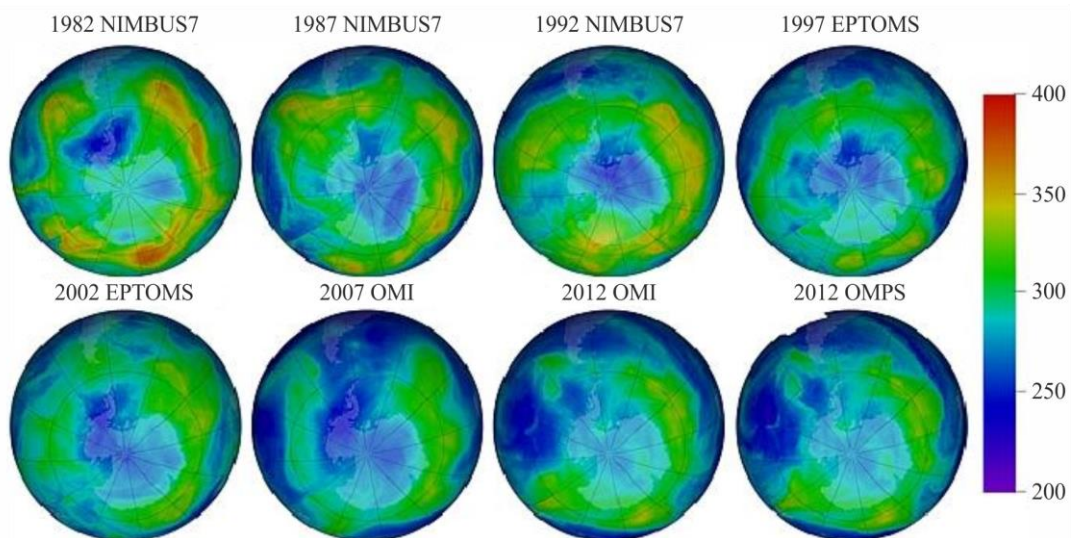 1982 NIMBUS7
1987 NIMBUS7
1992 NIMBUS7
1997 EPTOMS
2002 EPTOMS
2007 OMI
2012 OMI
2012 OMPS
400
350
300
250
200